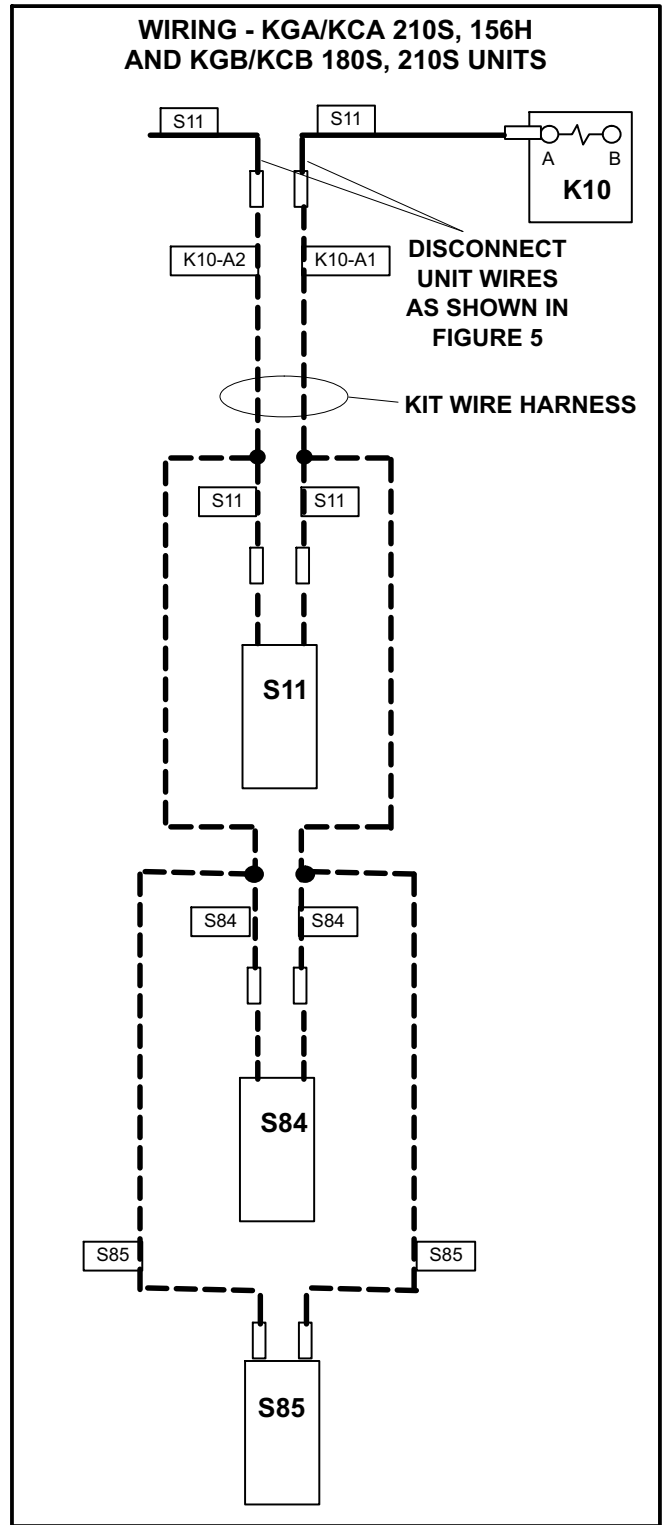 WIRING - KGA/KCA 210S, 156H
AND KGB/KCB 180S, 210S UNITS
S11
S11
A
B
K10
K10-A2
K10-A1
DISCONNECT
UNIT WIRES
AS SHOWN IN
FIGURE 5
KIT WIRE HARNESS
S11
S11
S11
S84
S84
S84
S85
S85
S85